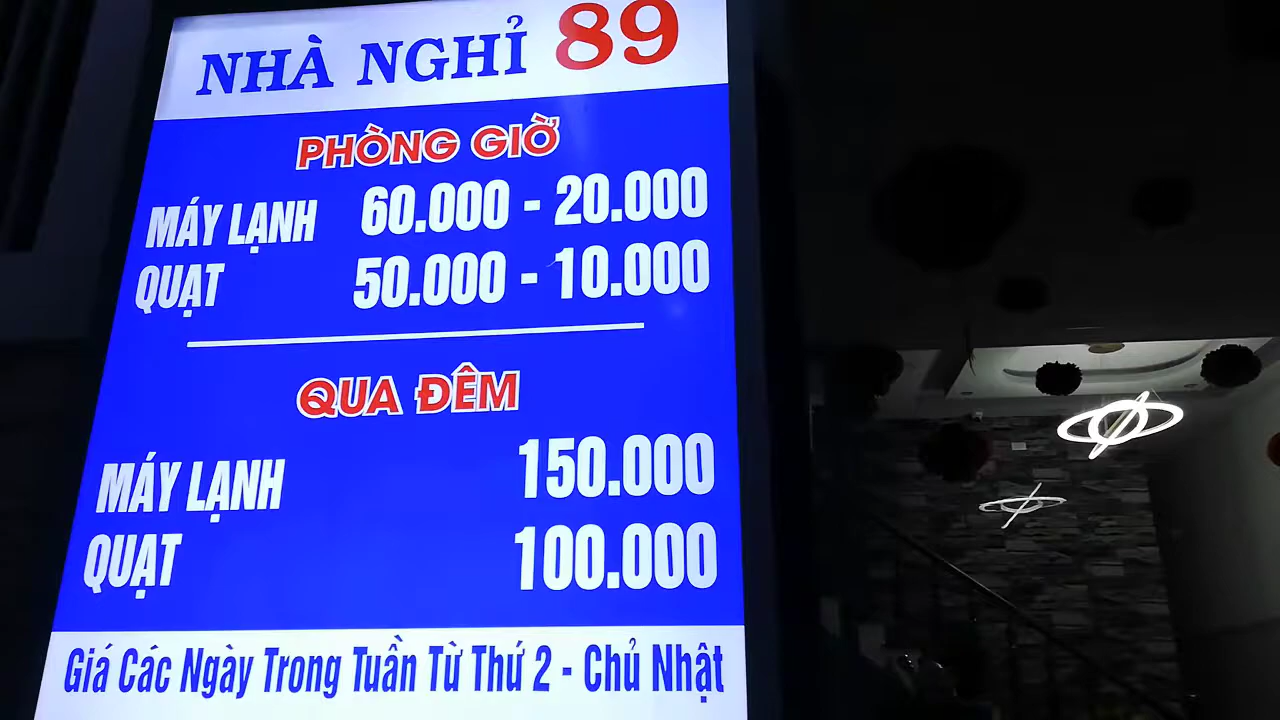 NHÀ NGHỈ 89
PHÒNG GIỜ
MÁY LẠNH 60.000 - 20.000
QUẠT 50.000 - 10.000
QUA ĐÊM
MÁY LẠNH 150.000
QUẠT 100.000
Giá Các Ngày Trong Tuần Từ Thứ 2 - Chủ Nhật